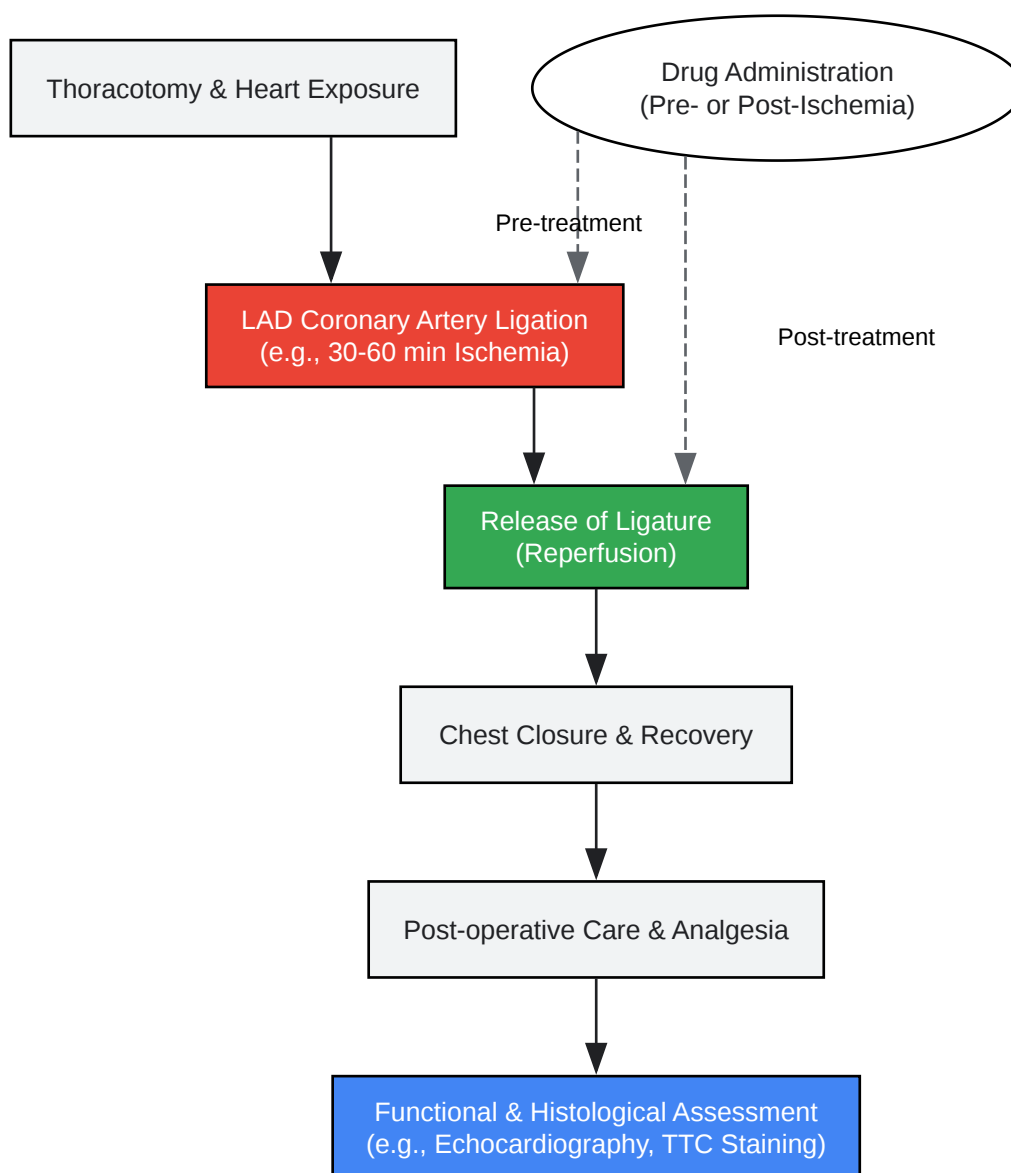 Thoracotomy & Heart Exposure
Drug Administration
(Pre- or Post-Ischemia)
Pre-treatment
LAD Coronary Artery Ligation
(e.g., 30-60 min Ischemia)
Post-treatment
Release of Ligature
(Reperfusion)
Chest Closure & Recovery
Post-operative Care & Analgesia
Functional & Histological Assessment
(e.g., Echocardiography, TTC Staining)